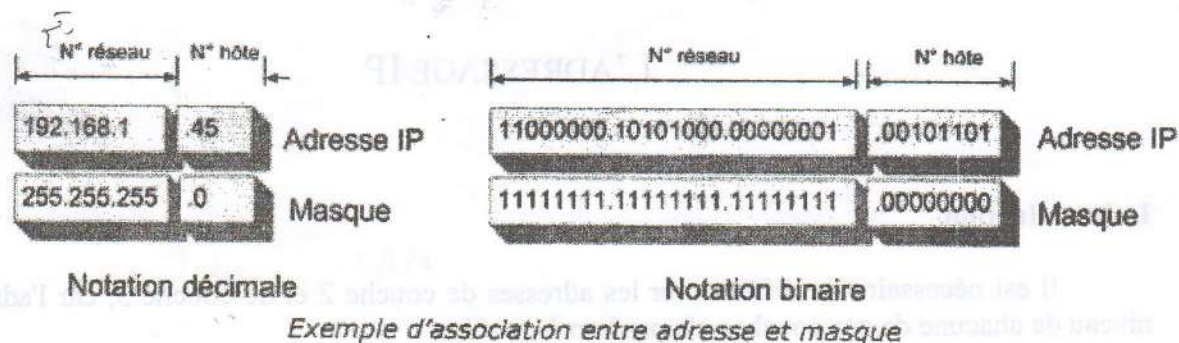 N° réseau N° hôte N° réseau N° hôte
192.168.1 .45 Adresse IP 11000000.10101000.00000001 .00101101 Adresse IP
255.255.255 .0 Masque 11111111.11111111.11111111 .00000000 Masque
Notation décimale Notation binaire
Exemple d'association entre adresse et masque